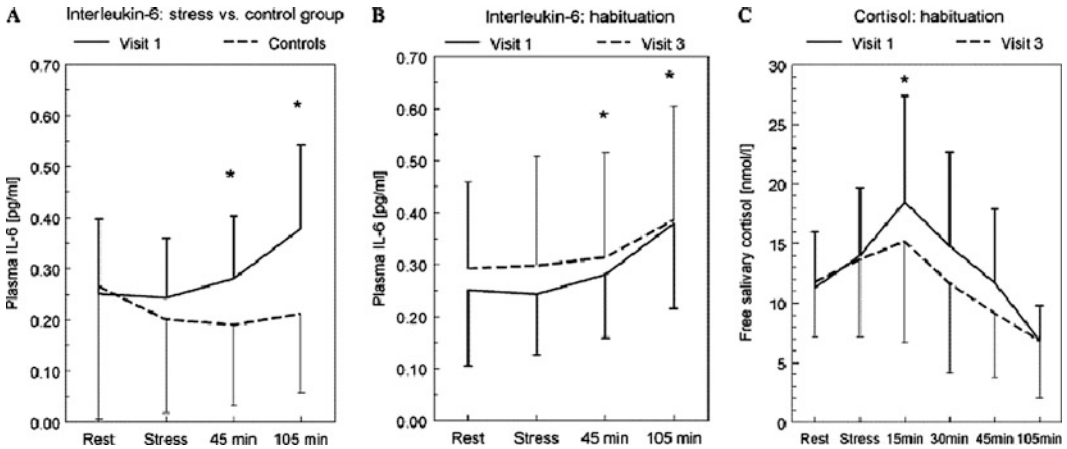 A Interleukin-6: stress vs. control group
Visit 1 Controls
0.70
0.60
0.50
0.40
0.30
0.20
0.10
0.00
Plasma IL-6 [pg/ml]
*
*
Rest Stress 45 min 105 min
B Interleukin-6; habituation
Visit 1 Visit 3
0.70
0.60
0.50
0.40
0.30
0.20
0.10
0.00
Plasma IL-6 [pg/ml]
*
*
Rest Stress 45 min 105 min
C Cortisol: habituation
Visit 1 Visit 3
30
25
20
15
10
5
0
Free salivary cortisol [nmol/l]
*
Rest Stress 15min 30min 45min 105min